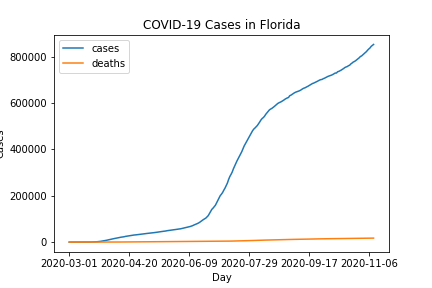 COVID-19 Cases in Florida
cases
deaths
800000
600000
400000
200000
0
cases
2020-03-01 2020-04-20 2020-06-09 2020-07-29 2020-09-17 2020-11-06
Day